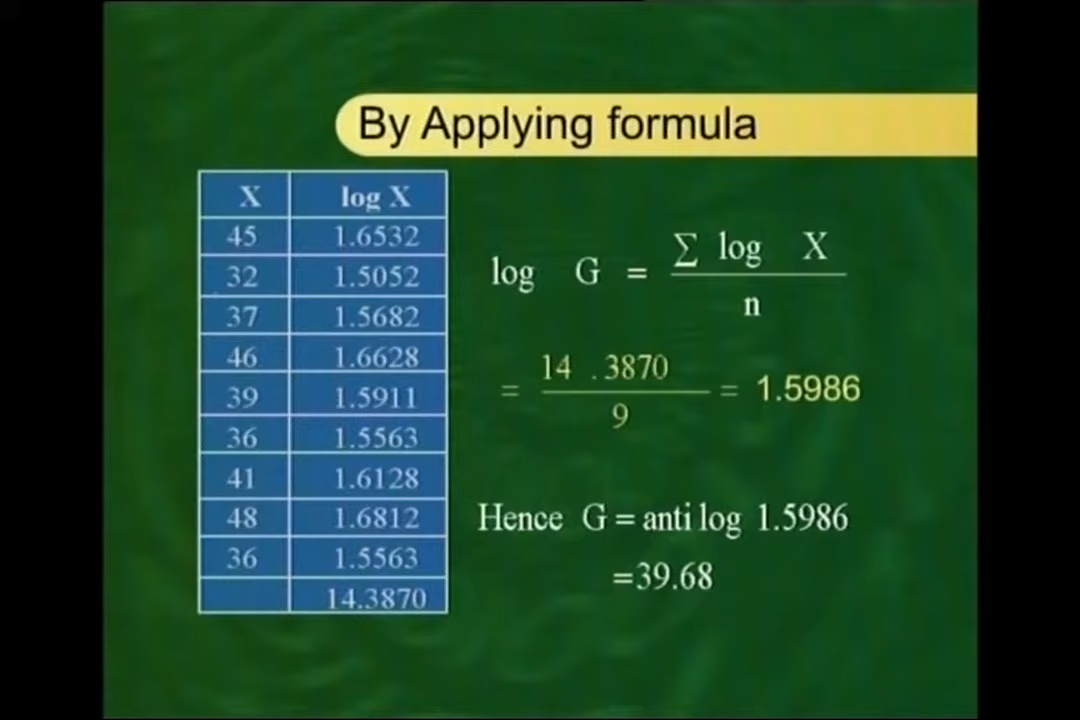 By Applying formula
X log X
45 1.6532
32 1.5052
37 1.5682
46 1.6628
39 1.5911
36 1.5563
41 1.6128
48 1.6812
36 1.5563
14.3870
log G = ∑ log X / n
= 14 .3870 / 9 = 1.5986
Hence G = anti log 1.5986
=39.68